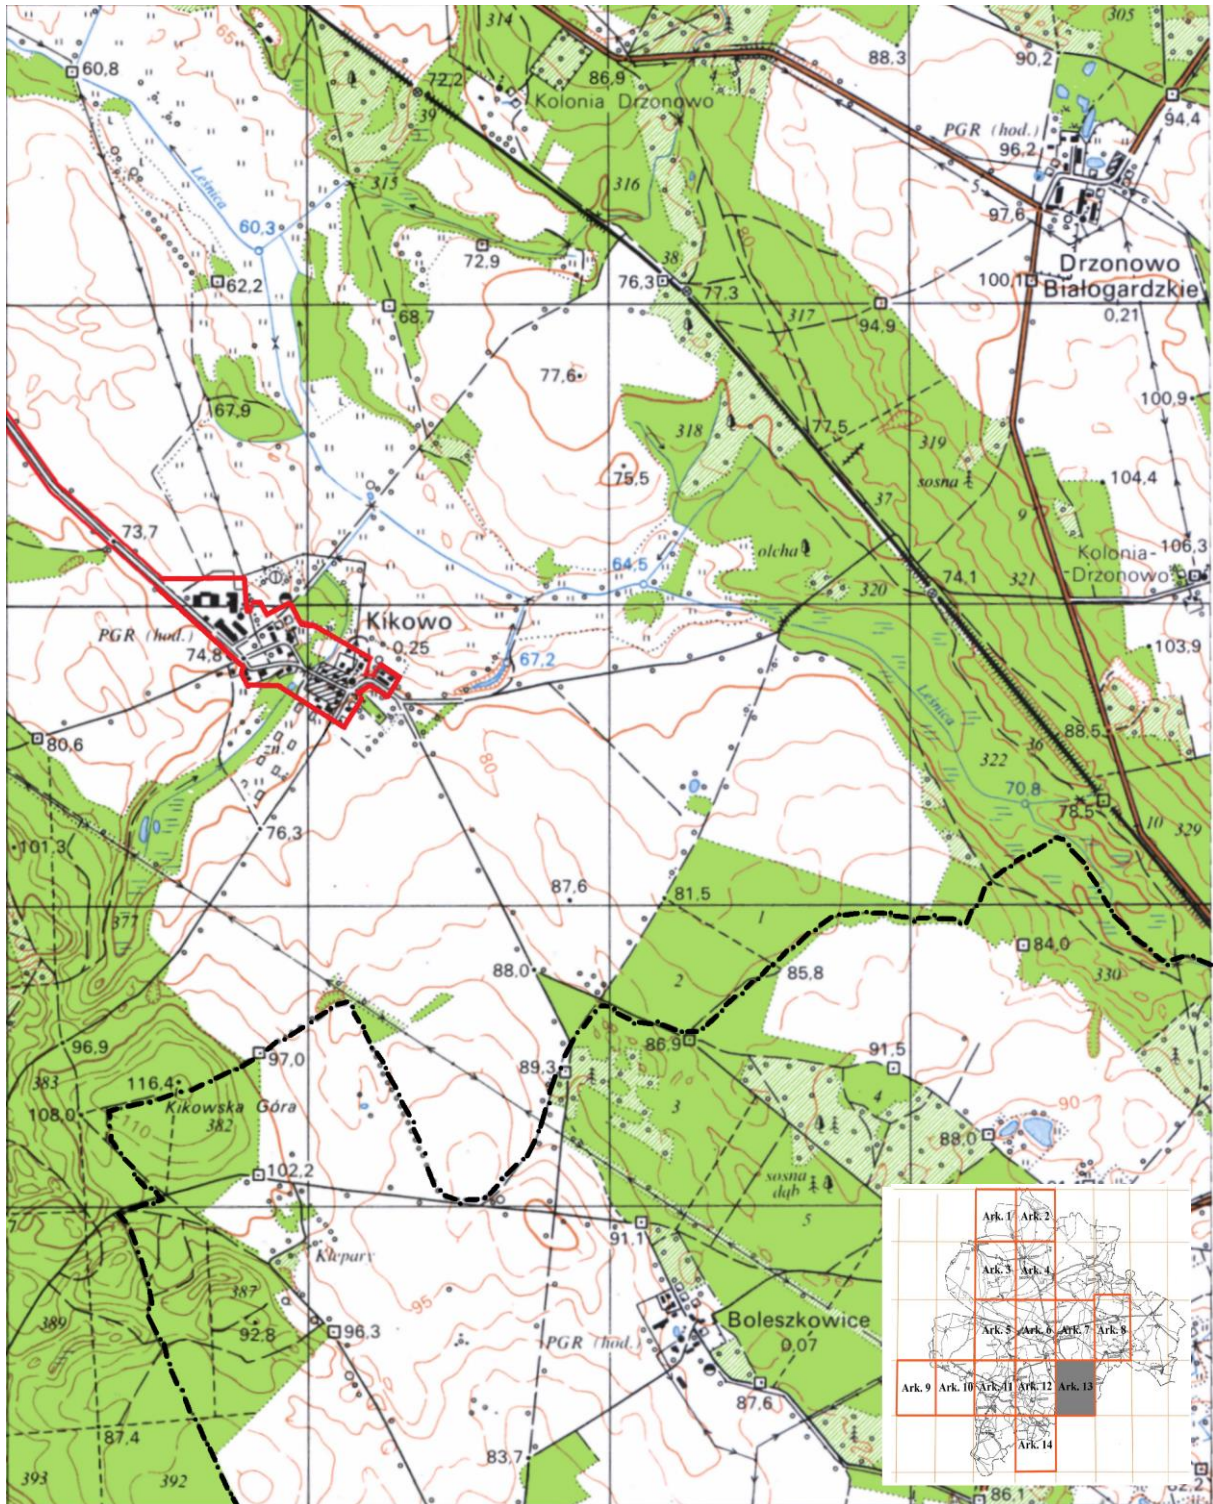 314
305
65
60,8
72,2
86,9
4
88,3
90,2
Kolonia Drzonowo
39
94,4
PGR (hod.)
96,2
Leśnica
315
316
5
97,6
60,3
80
72,9
38
Drzonowo
Białogardzkie
0,21
62,2
76,3
77,3
100,1
68,7
317
94,9
77,6
67,9
318
77,5
100,9
319
75,5
sosna
104,4
37
9
73,7
olcha
106,3
Kolonia-
-Drzonowo
64,5
74,1
321
320
Kikowo
0,25
PGR (hod.)
74,8
103,9
67,2
Leśnica
80,6
zn.
80
36
88,5
322
70,8
78,5
10
329
76,3
101,3
87,6
81,5
1
377
84,0
88,0
2
85,8
330
96,9
86,9
91,5
97,0
89,3
383
116,4
108,0
Kikowska Góra
110
382
3
4
90
88,0
102,2
sosna
dąb
5
91,1
Klepary
387
95
389
92,8
96,3
PGR (hod.)
Boleszkowice
0,07
87,6
87,4
83,7
393
392
86,1
Ark. 1
Ark. 2
Ark. 3
Ark. 4
Ark. 5
Ark. 6
Ark. 7
Ark. 8
Ark. 9
Ark. 10
Ark. 11
Ark. 12
Ark. 13
Ark. 14